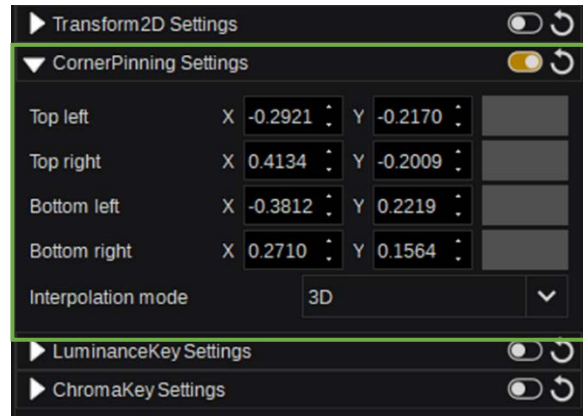 Transform2D Settings
CornerPinning Settings
Top left X -0.2921 Y -0.2170
Top right X 0.4134 Y -0.2009
Bottom left X -0.3812 Y 0.2219
Bottom right X 0.2710 Y 0.1564
Interpolation mode 3D
LuminanceKey Settings
ChromaKey Settings